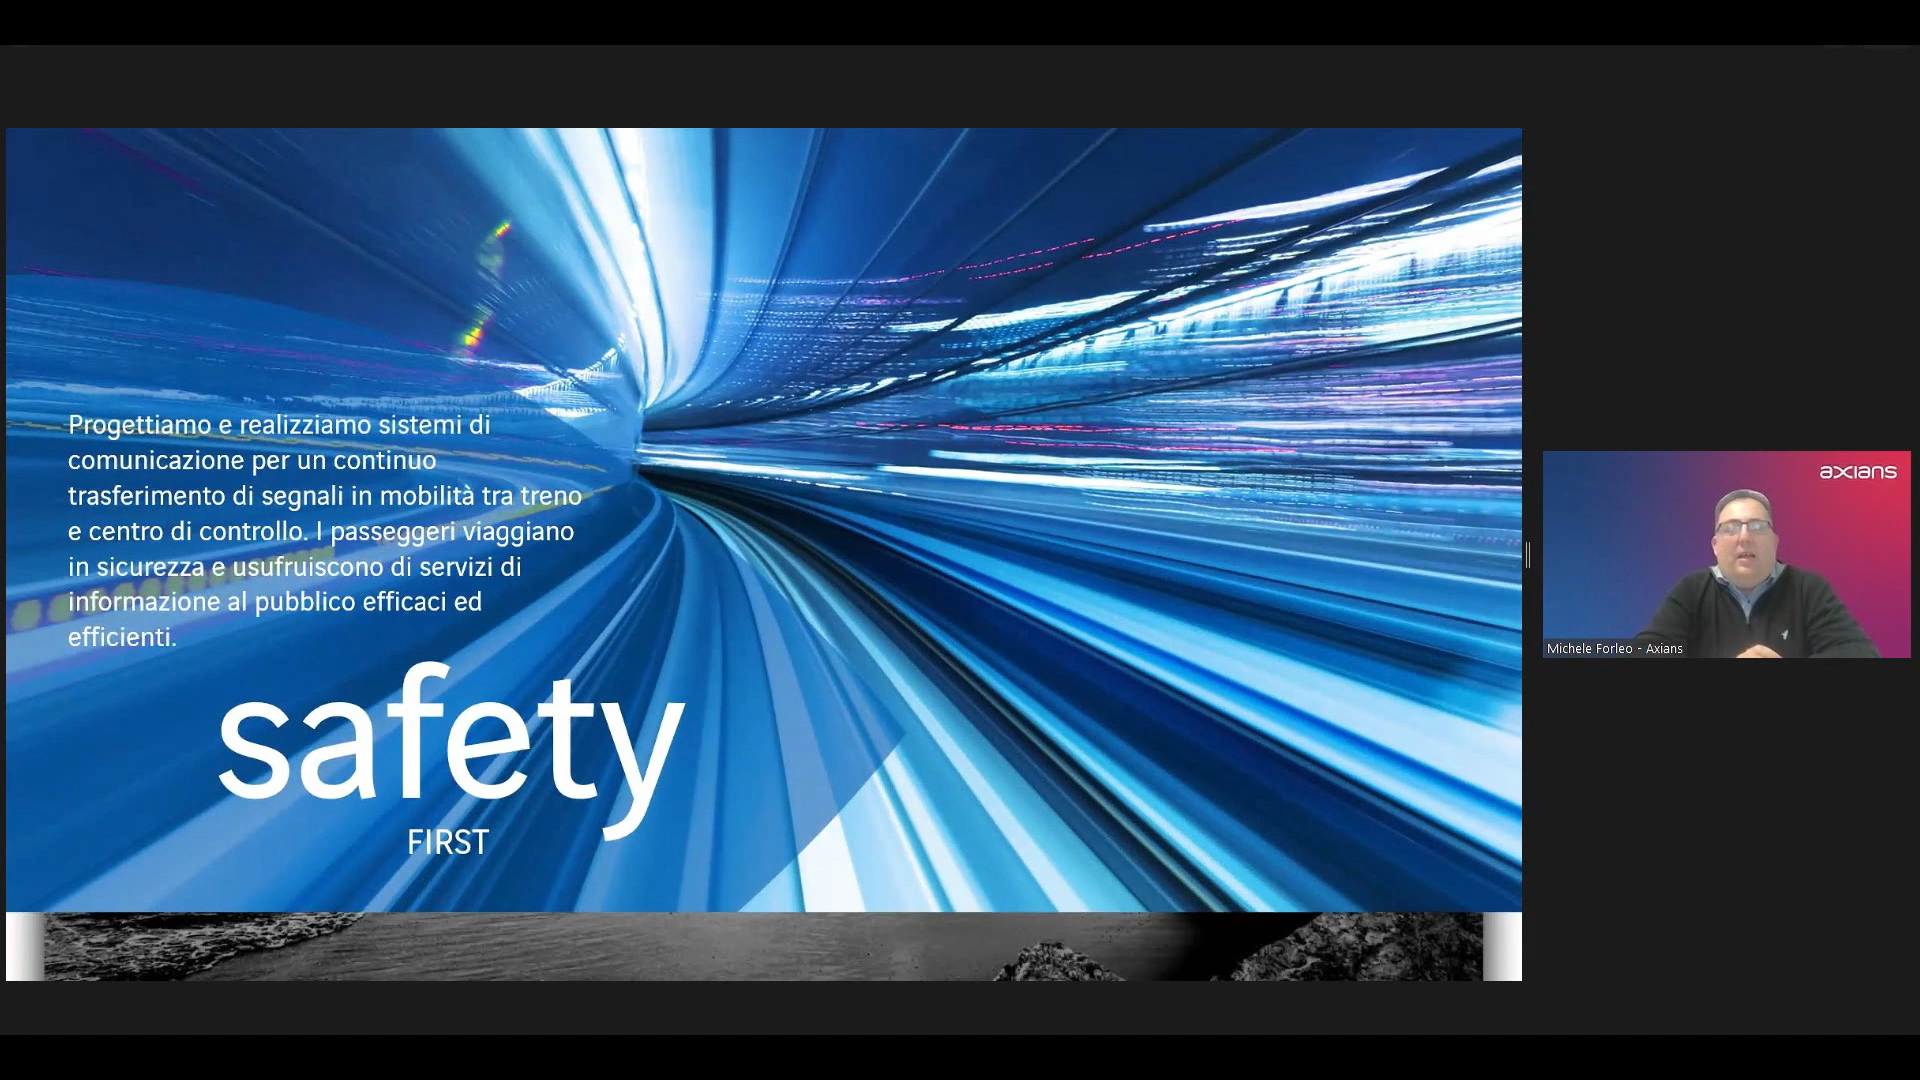 Progettiamo e realizziamo sistemi di
comunicazione per un continuo
trasferimento di segnali in mobilità tra treno
e centro di controllo. I passeggeri viaggiano
in sicurezza e usufruiscono di servizi di
informazione al pubblico efficaci ed
efficienti.
safety
FIRST
axians
Michele Forleo - Axians